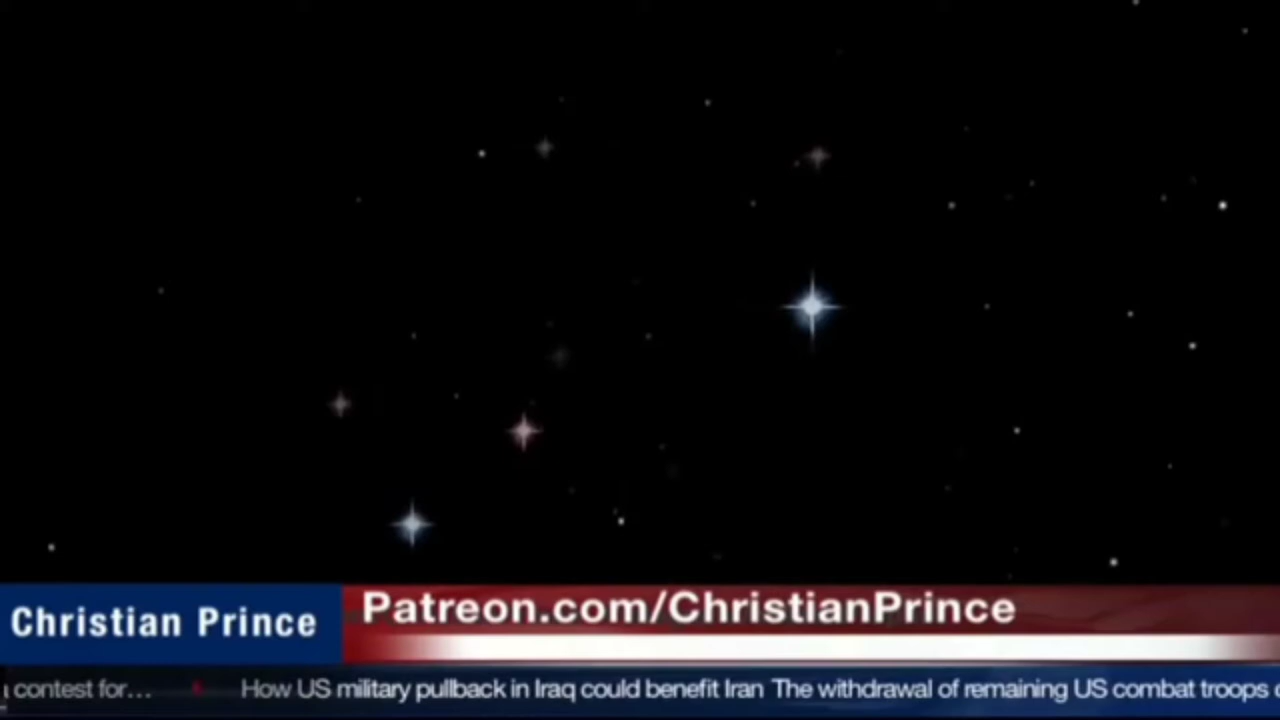 Christian Prince
Patreon.com/ChristianPrince
contest for... How US military pullback in Iraq could benefit Iran The withdrawal of remaining US combat troops